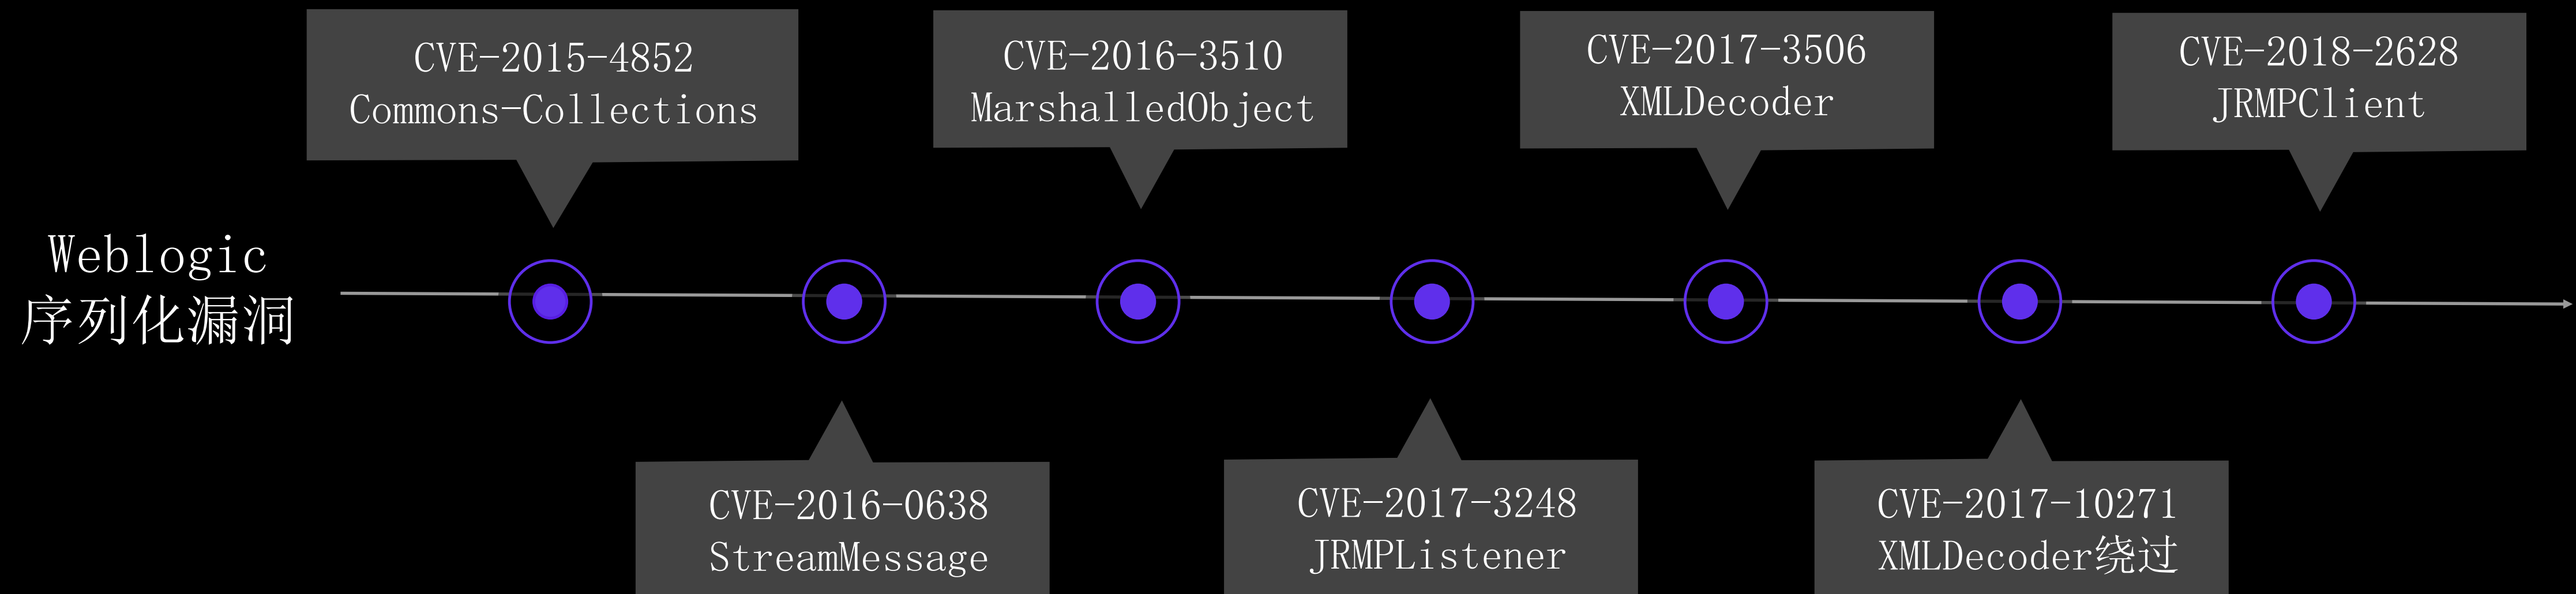 Weblogic
序列化漏洞
CVE-2015-4852
Commons-Collections
CVE-2016-0638
StreamMessage
CVE-2016-3510
MarshalledObject
CVE-2017-3248
JRMPListener
CVE-2017-3506
XMLDecoder
CVE-2017-10271
XMLDecoder绕过
CVE-2018-2628
JRMPClient